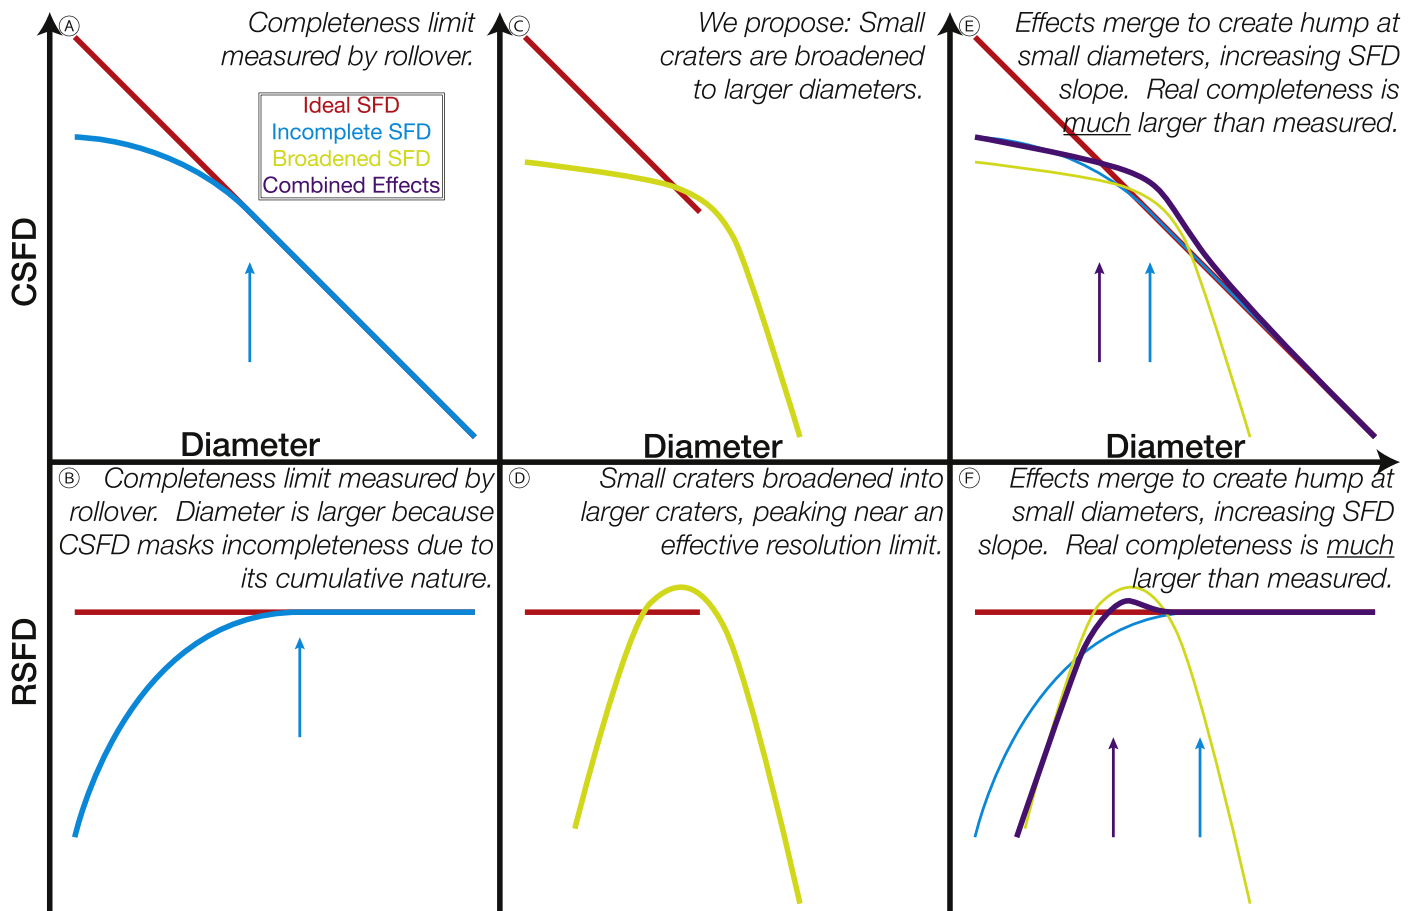 Ⓐ Completeness limit
measured by rollover.
Ideal SFD
Incomplete SFD
Broadened SFD
Combined Effects
CSFD
Diameter
Ⓒ We propose: Small
craters are broadened
to larger diameters.
Diameter
Ⓔ Effects merge to create hump at
small diameters, increasing SFD
slope. Real completeness is
much larger than measured.
Diameter
Ⓑ Completeness limit measured by
rollover. Diameter is larger because
CSFD masks incompleteness due to
its cumulative nature.
RSFD
Ⓓ Small craters broadened into
larger craters, peaking near an
effective resolution limit.
Ⓕ Effects merge to create hump at
small diameters, increasing SFD
slope. Real completeness is much
larger than measured.